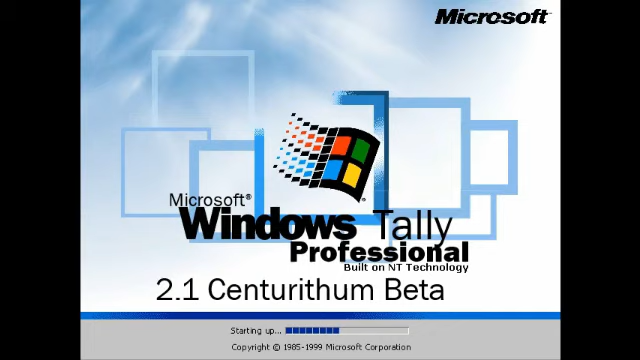 Microsoft
Microsoft®
Windows Tally
Professional
Built on NT Technology
2.1 Centurithum Beta
Starting up...
Copyright © 1985-1999 Microsoft Corporation